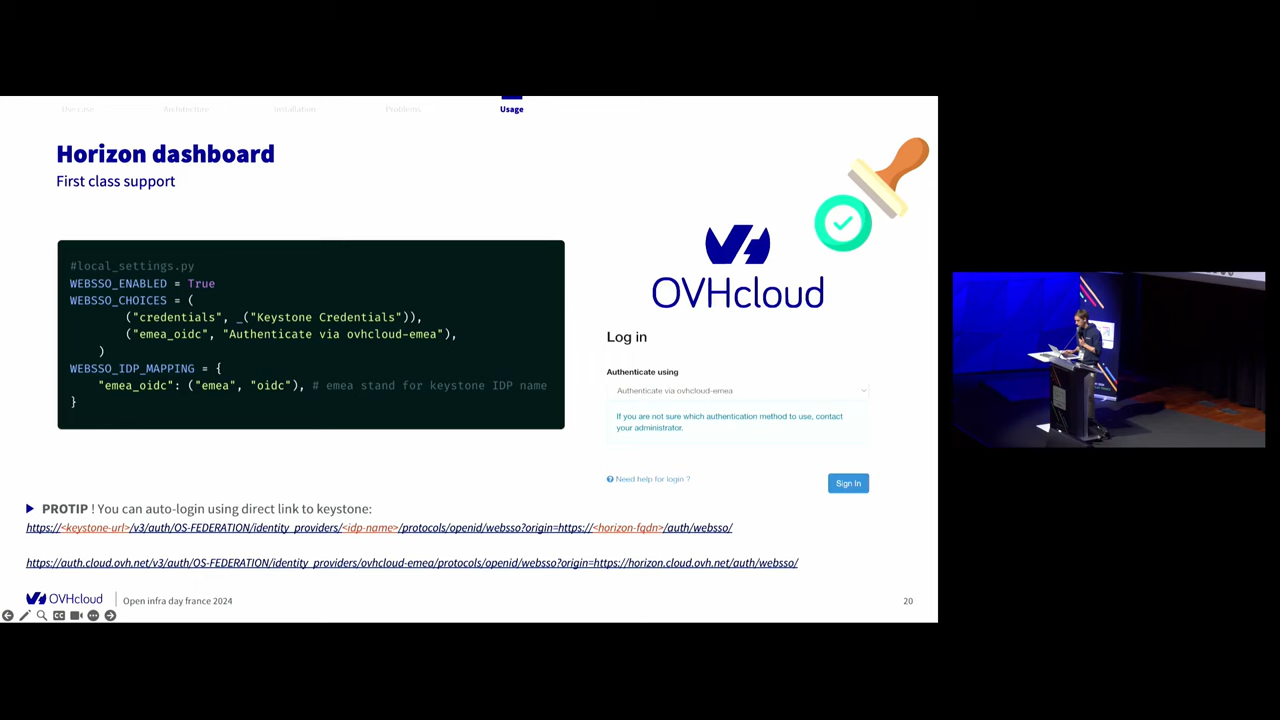 Use case Architecture Installation Problems Usage
Horizon dashboard
First class support
#local_settings.py
WEBSSO_ENABLED = True
WEBSSO_CHOICES = (
("credentials", _("Keystone Credentials")),
("emea_oidc", "Authenticate via ovhcloud-emea"),
)
WEBSSO_IDP_MAPPING = {
"emea_oidc": ("emea", "oidc"), # emea stand for keystone IDP name
}
OVHcloud
Log in
Authenticate using
Authenticate via ovhcloud-emea
If you are not sure which authentication method to use, contact
your administrator.
Need help for login ?
Sign In
PROTIP ! You can auto-login using direct link to keystone:
https://<keystone-url>/v3/auth/OS-FEDERATION/identity_providers/<idp-name>/protocols/openid/websso?origin=https://<horizon-fqdn>/auth/websso/
https://auth.cloud.ovh.net/v3/auth/OS-FEDERATION/identity_providers/ovhcloud-emea/protocols/openid/websso?origin=https://horizon.cloud.ovh.net/auth/websso/
OVHcloud
Open infra day france 2024
20